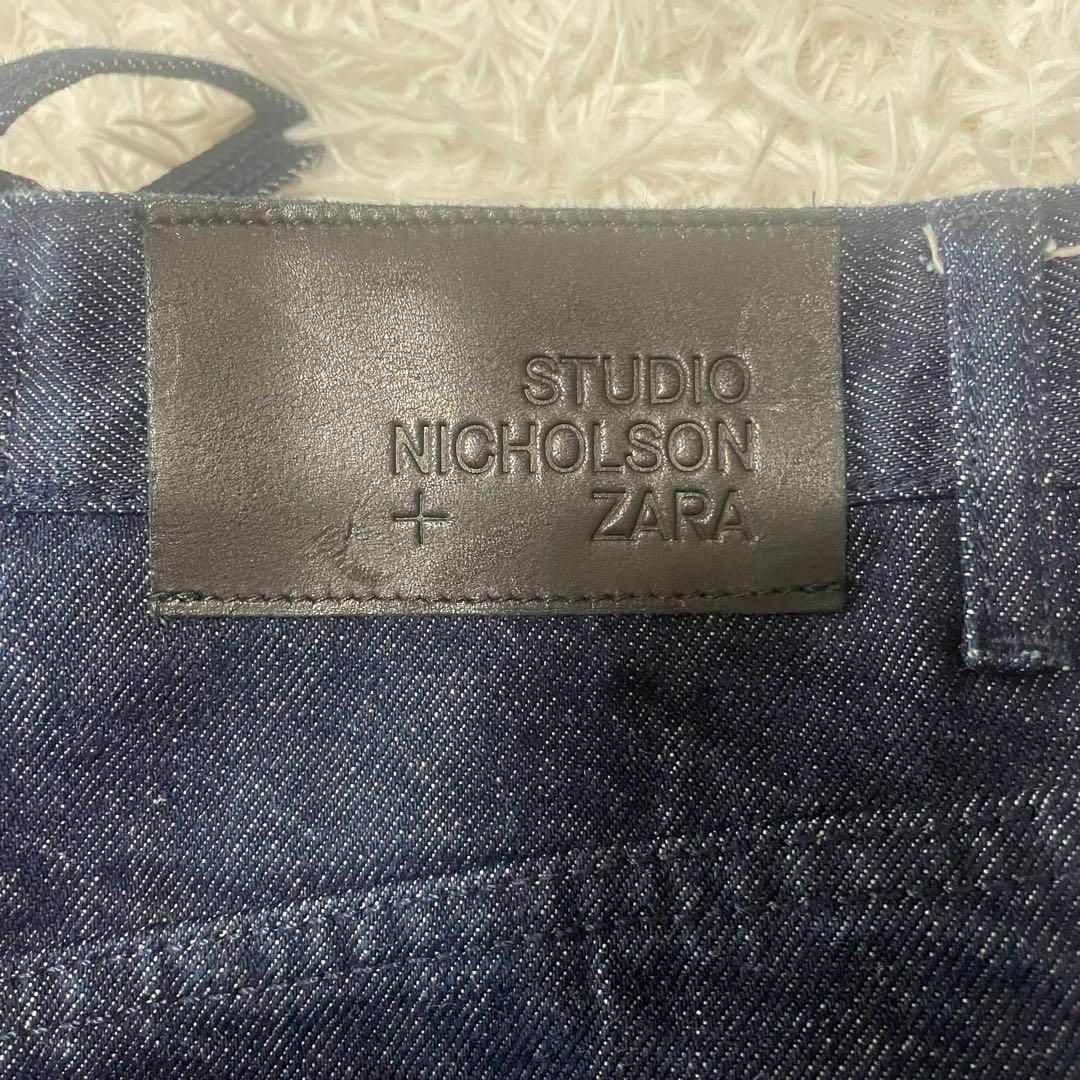 STUDIO
NICHOLSON
+ ZARA